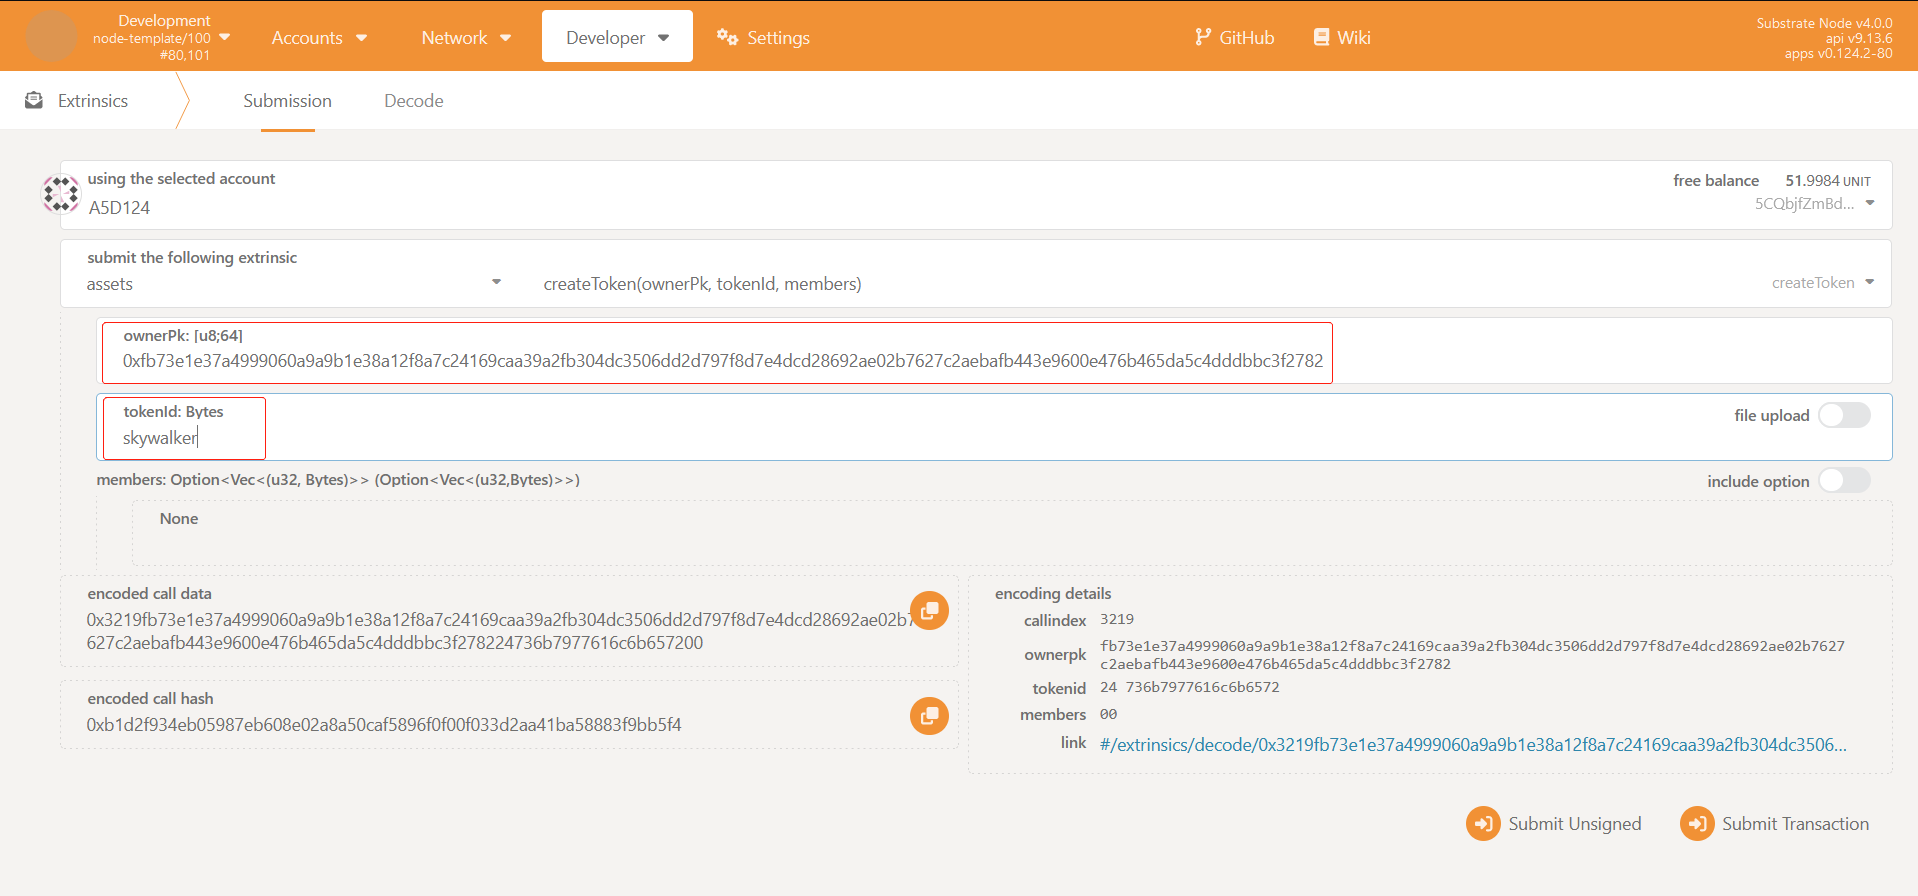 Development
node-template/100
#80,101
Accounts
Network
Developer
Settings
GitHub
Wiki
Substrate Node v4.0.0
api v9.13.6
apps v0.124.2-80
Extrinsics
Submission
Decode
using the selected account
A5D124
free balance 51.9984 UNIT
5CQbjfZmBd...
submit the following extrinsic
assets
createToken(ownerPk, tokenId, members)
createToken
ownerPk: [u8;64]
0xfb73e1e37a4999060a9a9b1e38a12f8a7c24169caa39a2fb304dc3506dd2d797f8d7e4dcd28692ae02b7627c2aebafb443e9600e476b465da5c4dddbbc3f2782
tokenId: Bytes
skywalker
file upload
members: Option<Vec<(u32, Bytes)>> (Option<Vec<(u32,Bytes)>>)
include option
None
encoded call data
0x3219fb73e1e37a4999060a9a9b1e38a12f8a7c24169caa39a2fb304dc3506dd2d797f8d7e4dcd28692ae02b7
627c2aebafb443e9600e476b465da5c4dddbbc3f278224736b7977616c6b657200
encoded call hash
0xb1d2f934eb05987eb608e02a8a50caf5896f0f00f033d2aa41ba58883f9bb5f4
encoding details
callindex 3219
ownerpk fb73e1e37a4999060a9a9b1e38a12f8a7c24169caa39a2fb304dc3506dd2d797f8d7e4dcd28692ae02b7627
c2aebafb443e9600e476b465da5c4dddbbc3f2782
tokenid 24 736b7977616c6b6572
members 00
link #/extrinsics/decode/0x3219fb73e1e37a4999060a9a9b1e38a12f8a7c24169caa39a2fb304dc3506...
Submit Unsigned
Submit Transaction